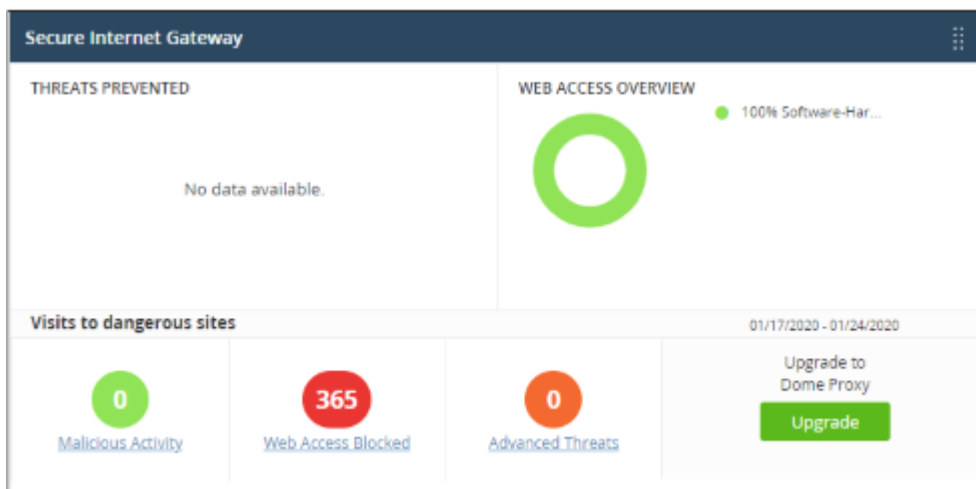 Secure Internet Gateway
THREATS PREVENTED
No data available.
WEB ACCESS OVERVIEW
100% Software-Har...
Visits to dangerous sites
01/17/2020 - 01/24/2020
0
Malicious Activity
365
Web Access Blocked
0
Advanced Threats
Upgrade to
Dome Proxy
Upgrade